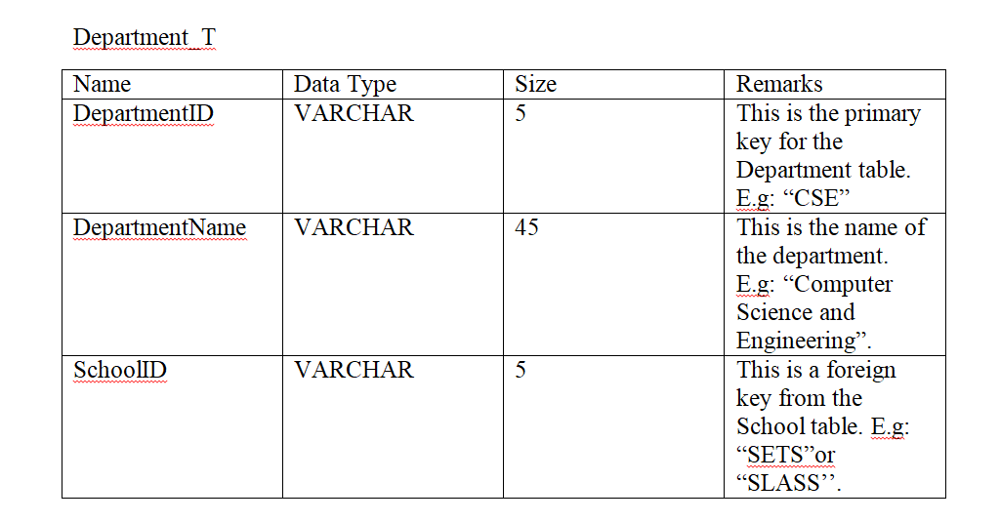 Department_T
Name Data Type Size Remarks
DepartmentID VARCHAR 5 This is the primary
key for the
Department table.
E.g: “CSE”
DepartmentName VARCHAR 45 This is the name of
the department.
E.g: “Computer
Science and
Engineering”.
SchoolID VARCHAR 5 This is a foreign
key from the
School table. E.g:
“SETS”or
“SLASS’’.